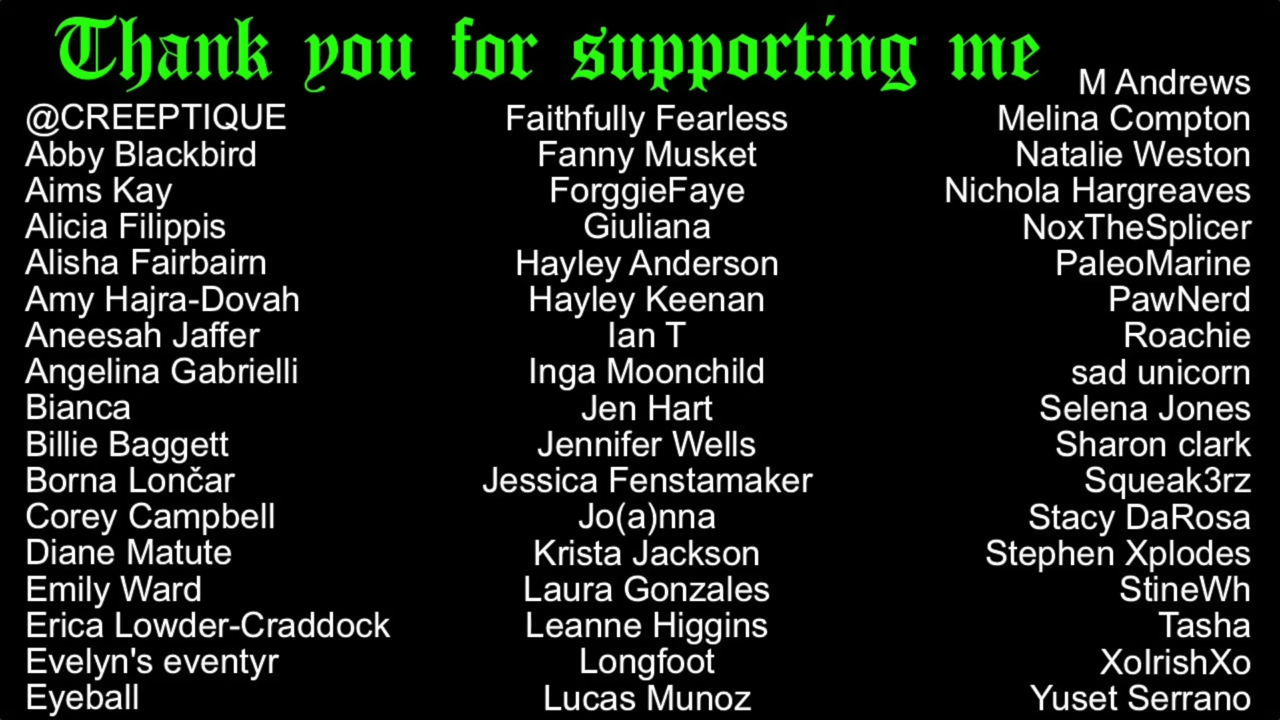 Thank you for supporting me
@CREEPTIQUE
Abby Blackbird
Aims Kay
Alicia Filippis
Alisha Fairbairn
Amy Hajra-Dovah
Aneesah Jaffer
Angelina Gabrielli
Bianca
Billie Baggett
Borna Lončar
Corey Campbell
Diane Matute
Emily Ward
Erica Lowder-Craddock
Evelyn's eventyr
Eyeball
Faithfully Fearless
Fanny Musket
ForggieFaye
Giuliana
Hayley Anderson
Hayley Keenan
Ian T
Inga Moonchild
Jen Hart
Jennifer Wells
Jessica Fenstamaker
Jo(a)nna
Krista Jackson
Laura Gonzales
Leanne Higgins
Longfoot
Lucas Munoz
M Andrews
Melina Compton
Natalie Weston
Nichola Hargreaves
NoxTheSplicer
PaleoMarine
PawNerd
Roachie
sad unicorn
Selena Jones
Sharon clark
Squeak3rz
Stacy DaRosa
Stephen Xplodes
StineWh
Tasha
XoIrishXo
Yuset Serrano